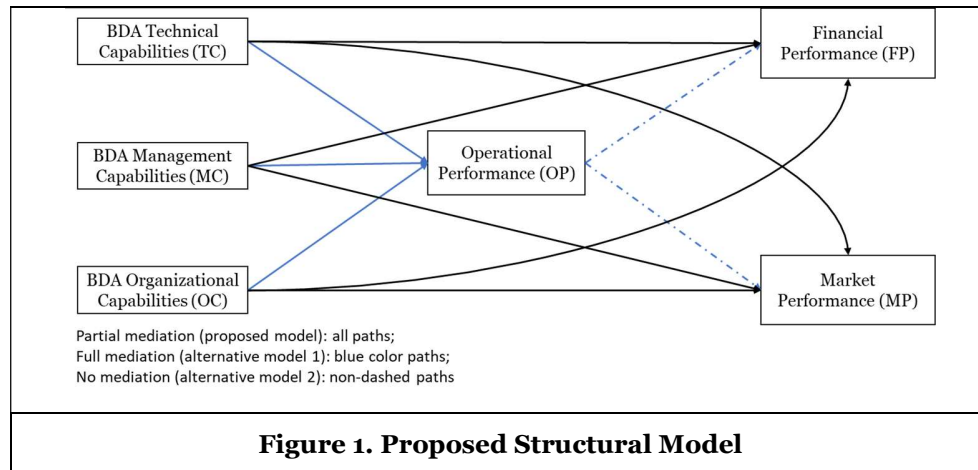 BDA Technical
Capabilities (TC)
Financial
Performance (FP)
BDA Management
Capabilities (MC)
Operational
Performance (OP)
BDA Organizational
Capabilities (OC)
Market
Performance (MP)
Partial mediation (proposed model): all paths;
Full mediation (alternative model 1): blue color paths;
No mediation (alternative model 2): non-dashed paths
Figure 1. Proposed Structural Model